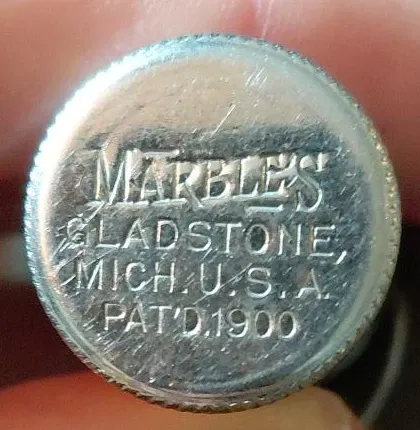 MARBLE'S
GLADSTONE,
MICH. U. S. A.
PAT'D. 1900